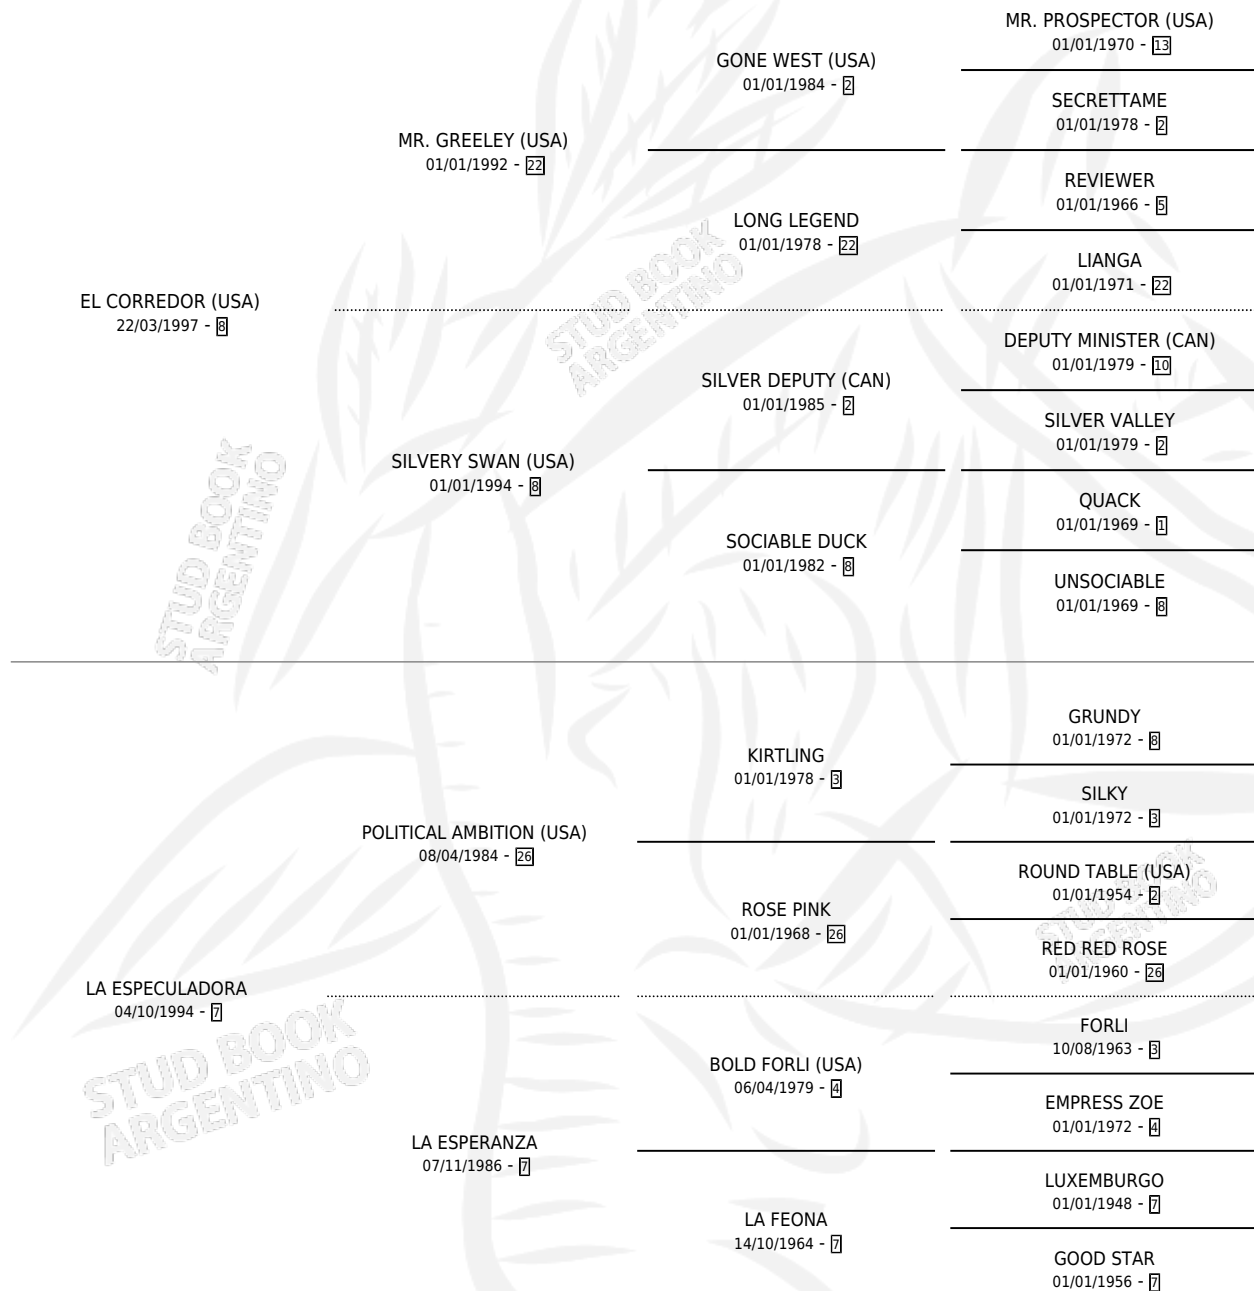 MR. PROSPECTOR (USA)
01/01/1970 - 13
GONE WEST (USA)
01/01/1984 - 2
SECRETTAME
01/01/1978 - 2
MR. GREELEY (USA)
01/01/1992 - 22
REVIEWER
01/01/1966 - 5
LONG LEGEND
01/01/1978 - 22
LIANGA
01/01/1971 - 22
EL CORREDOR (USA)
22/03/1997 - 8
DEPUTY MINISTER (CAN)
01/01/1979 - 10
SILVER DEPUTY (CAN)
01/01/1985 - 2
SILVER VALLEY
01/01/1979 - 2
SILVERY SWAN (USA)
01/01/1994 - 8
QUACK
01/01/1969 - 1
SOCIABLE DUCK
01/01/1982 - 8
UNSOCIABLE
01/01/1969 - 8
GRUNDY
01/01/1972 - 8
KIRTLING
01/01/1978 - 3
SILKY
01/01/1972 - 3
POLITICAL AMBITION (USA)
08/04/1984 - 26
ROUND TABLE (USA)
01/01/1954 - 2
ROSE PINK
01/01/1968 - 26
RED RED ROSE
01/01/1960 - 26
LA ESPECULADORA
04/10/1994 - 7
FORLI
10/08/1963 - 3
BOLD FORLI (USA)
06/04/1979 - 4
EMPRESS ZOE
01/01/1972 - 4
LA ESPERANZA
07/11/1986 - 7
LUXEMBURGO
01/01/1948 - 7
LA FEONA
14/10/1964 - 7
GOOD STAR
01/01/1956 - 7
STUD BOOK
ARGENTINO
STUD BOOK
ARGENTINO
STUD BOOK
ARGENTINO
STUD BOOK
ARGENTINO